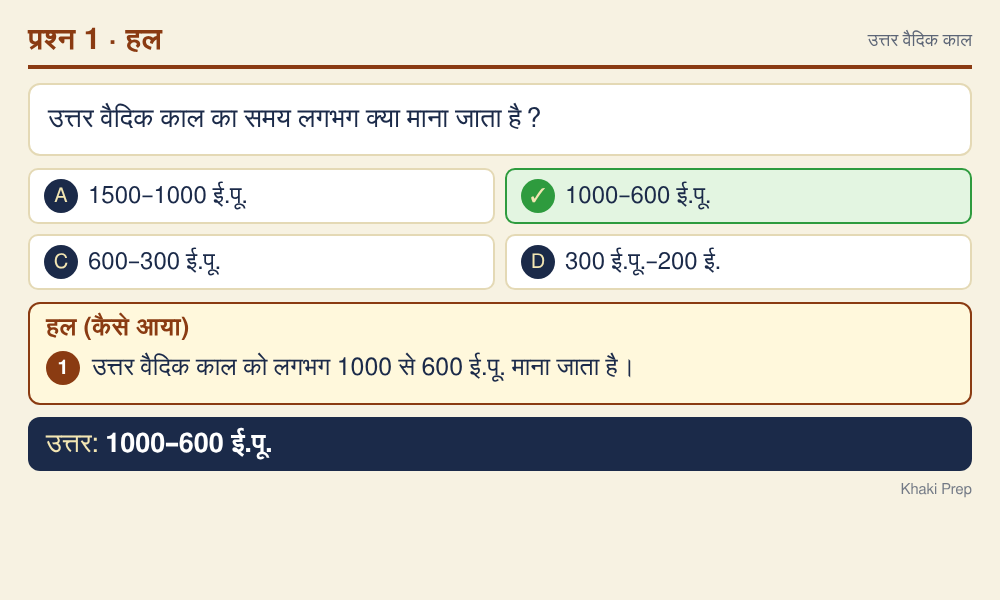 प्रश्न 1 · हल
उत्तर वैदिक काल
उत्तर वैदिक काल का समय लगभग क्या माना जाता है ?
A 1500–1000 ई.पू.
✓ 1000–600 ई.पू.
C 600–300 ई.पू.
D 300 ई.पू.–200 ई.
हल (कैसे आया)
1 उत्तर वैदिक काल को लगभग 1000 से 600 ई.पू. माना जाता है ।
उत्तर: 1000–600 ई.पू.
Khaki Prep